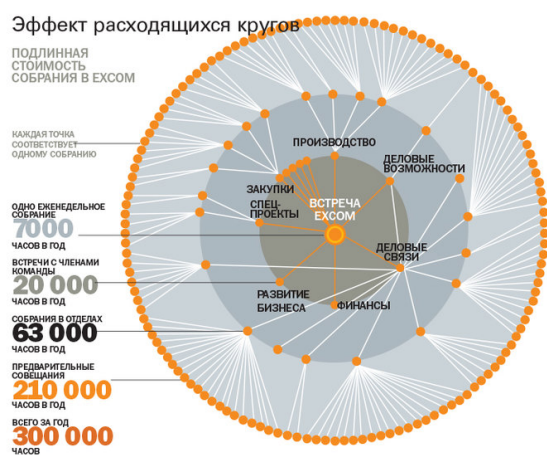 Эффект расходящихся кругов
ПОДЛИННАЯ
СТОИМОСТЬ
СОБРАНИЯ В EXCOM
КАЖДАЯ ТОЧКА
СООТВЕТСТВУЕТ
ОДНОМУ СОБРАНИЮ
ОДНО ЕЖЕНЕДЕЛЬНОЕ
СОБРАНИЕ
7000
ЧАСОВ В ГОД
ВСТРЕЧИ С ЧЛЕНАМИ
КОМАНДЫ
20 000
ЧАСОВ В ГОД
СОБРАНИЯ В ОТДЕЛАХ
63 000
ЧАСОВ В ГОД
ПРЕДВАРИТЕЛЬНЫЕ
СОВЕЩАНИЯ
210 000
ЧАСОВ В ГОД
ВСЕГО ЗА ГОД
300 000
ЧАСОВ
ПРОИЗВОДСТВО
ДЕЛОВЫЕ
ВОЗМОЖНОСТИ
ЗАКУПКИ
СПЕЦ-
ПРОЕКТЫ
ВСТРЕЧА
EXCOM
ДЕЛОВЫЕ
СВЯЗИ
РАЗВИТИЕ
БИЗНЕСА
ФИНАНСЫ